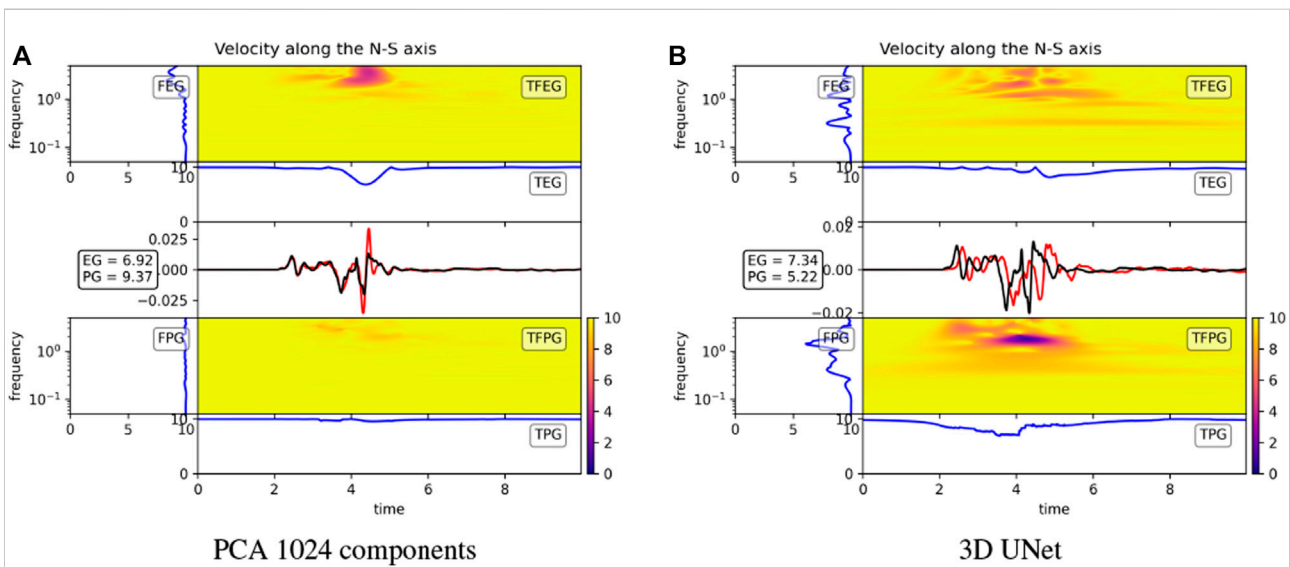 A
Velocity along the N-S axis
frequency
10⁰
10⁻¹
FEG
TFEG
0 5 10
10
0
TEG
0.025
0.000
−0.025
EG = 6.92
PG = 9.37
frequency
10⁰
10⁻¹
FPG
TFPG
10
8
6
4
2
0
0 5 10
10
0
TPG
0 2 4 6 8
time
PCA 1024 components
B
Velocity along the N-S axis
frequency
10⁰
10⁻¹
FEG
TFEG
0 5 10
10
0
TEG
0.02
0.00
−0.02
EG = 7.34
PG = 5.22
frequency
10⁰
10⁻¹
FPG
TFPG
10
8
6
4
2
0
0 5 10
10
0
TPG
0 2 4 6 8
time
3D UNet